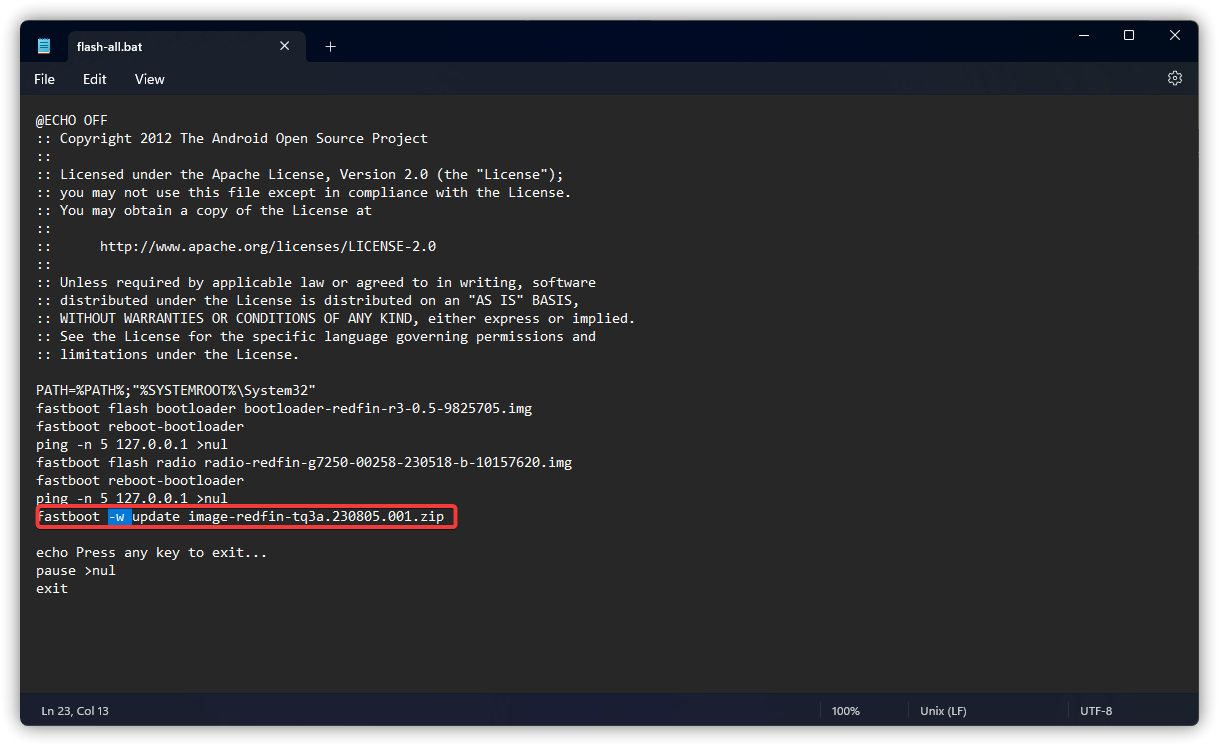 flash-all.bat
File Edit View
@ECHO OFF
:: Copyright 2012 The Android Open Source Project
::
:: Licensed under the Apache License, Version 2.0 (the "License");
:: you may not use this file except in compliance with the License.
:: You may obtain a copy of the License at
::
::      http://www.apache.org/licenses/LICENSE-2.0
::
:: Unless required by applicable law or agreed to in writing, software
:: distributed under the License is distributed on an "AS IS" BASIS,
:: WITHOUT WARRANTIES OR CONDITIONS OF ANY KIND, either express or implied.
:: See the License for the specific language governing permissions and
:: limitations under the License.
PATH=%PATH%;"%SYSTEMROOT%\System32"
fastboot flash bootloader bootloader-redfin-r3-0.5-9825705.img
fastboot reboot-bootloader
ping -n 5 127.0.0.1 >nul
fastboot flash radio radio-redfin-g7250-00258-230518-b-10157620.img
fastboot reboot-bootloader
ping -n 5 127.0.0.1 >nul
fastboot -w update image-redfin-tq3a.230805.001.zip
echo Press any key to exit...
pause >nul
exit
Ln 23, Col 13 100% Unix (LF) UTF-8